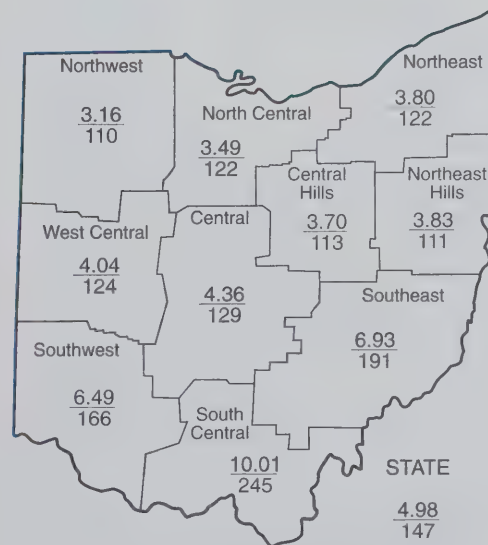 Northwest
3.16
110
North Central
3.49
122
Northeast
3.80
122
Central
Hills
3.70
113
Northeast
Hills
3.83
111
West Central
4.04
124
Central
4.36
129
Southeast
6.93
191
Southwest
6.49
166
South
Central
10.01
245
STATE
4.98
147